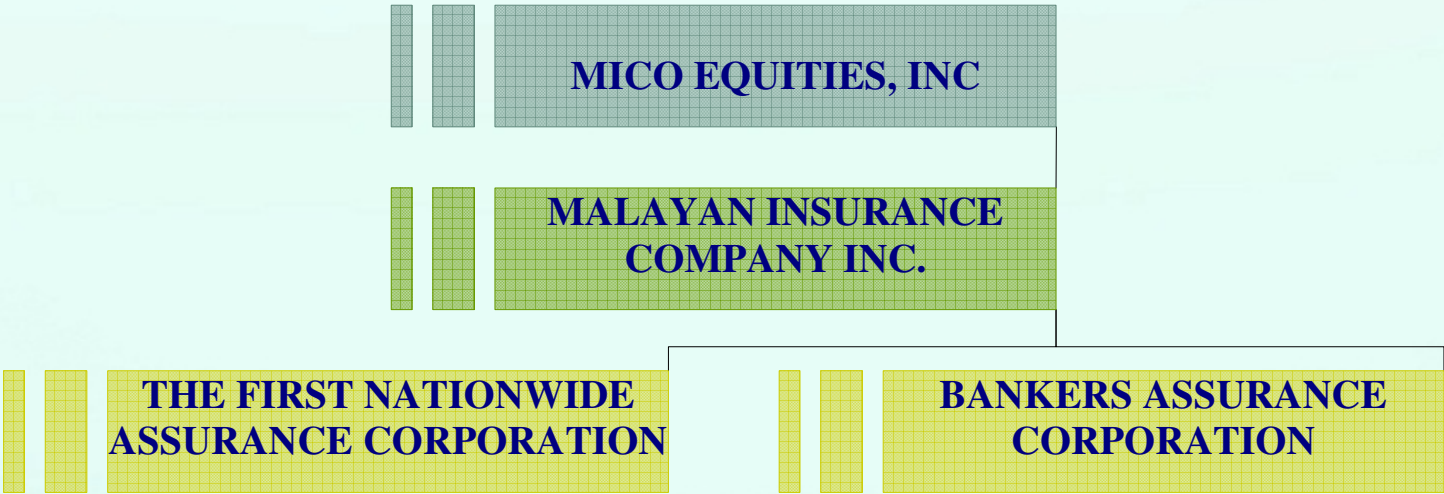 MICO EQUITIES, INC
MALAYAN INSURANCE
COMPANY INC.
THE FIRST NATIONWIDE
ASSURANCE CORPORATION
BANKERS ASSURANCE
CORPORATION